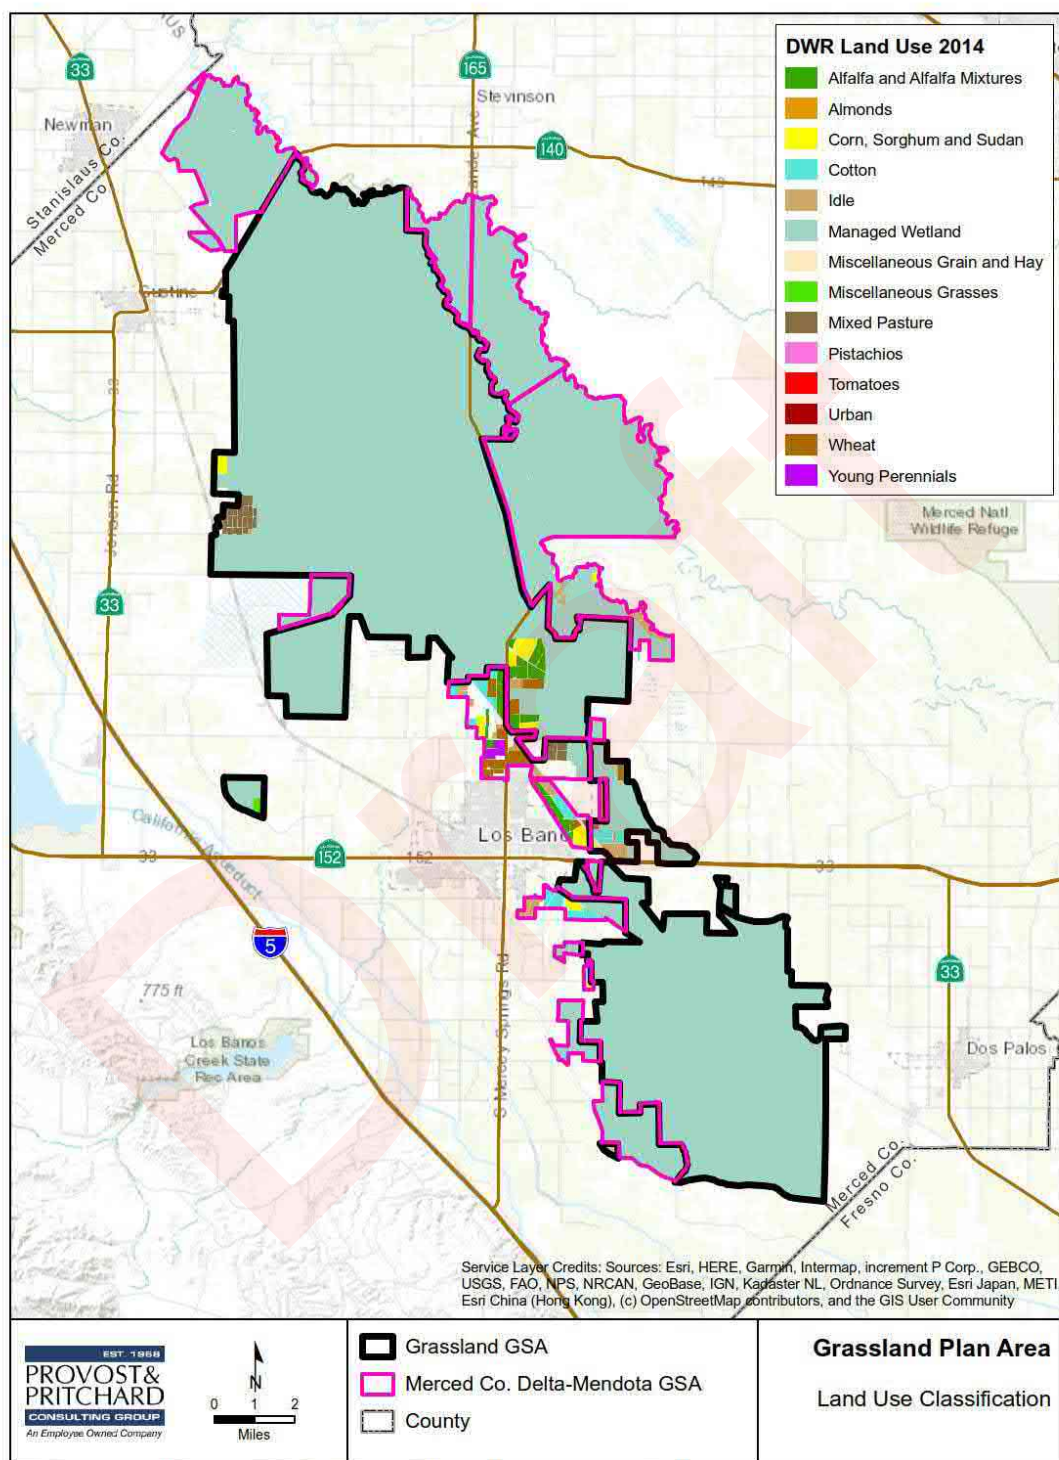 DWR Land Use 2014
Alfalfa and Alfalfa Mixtures
Almonds
Corn, Sorghum and Sudan
Cotton
Idle
Managed Wetland
Miscellaneous Grain and Hay
Miscellaneous Grasses
Mixed Pasture
Pistachios
Tomatoes
Urban
Wheat
Young Perennials
33
165
Stevinson
Newman
140
140
Stanislaus Co.
Merced Co.
Gustine
33
Merced Natl
Wildlife Refuge
33
Draft
California Aqueduct
Los Banos
33
152
152
33
5
S Mercey Springs Rd
33
775 ft
Los Banos
Creek State
Rec Area
Dos Palos
Merced Co.
Fresno Co.
Service Layer Credits: Sources: Esri, HERE, Garmin, Intermap, increment P Corp., GEBCO,
USGS, FAO, NPS, NRCAN, GeoBase, IGN, Kadaster NL, Ordnance Survey, Esri Japan, METI,
Esri China (Hong Kong), (c) OpenStreetMap contributors, and the GIS User Community
EST. 1968
PROVOST&
PRITCHARD
CONSULTING GROUP
An Employee Owned Company
N
0 1 2
Miles
Grassland GSA
Merced Co. Delta-Mendota GSA
County
Grassland Plan Area
Land Use Classification